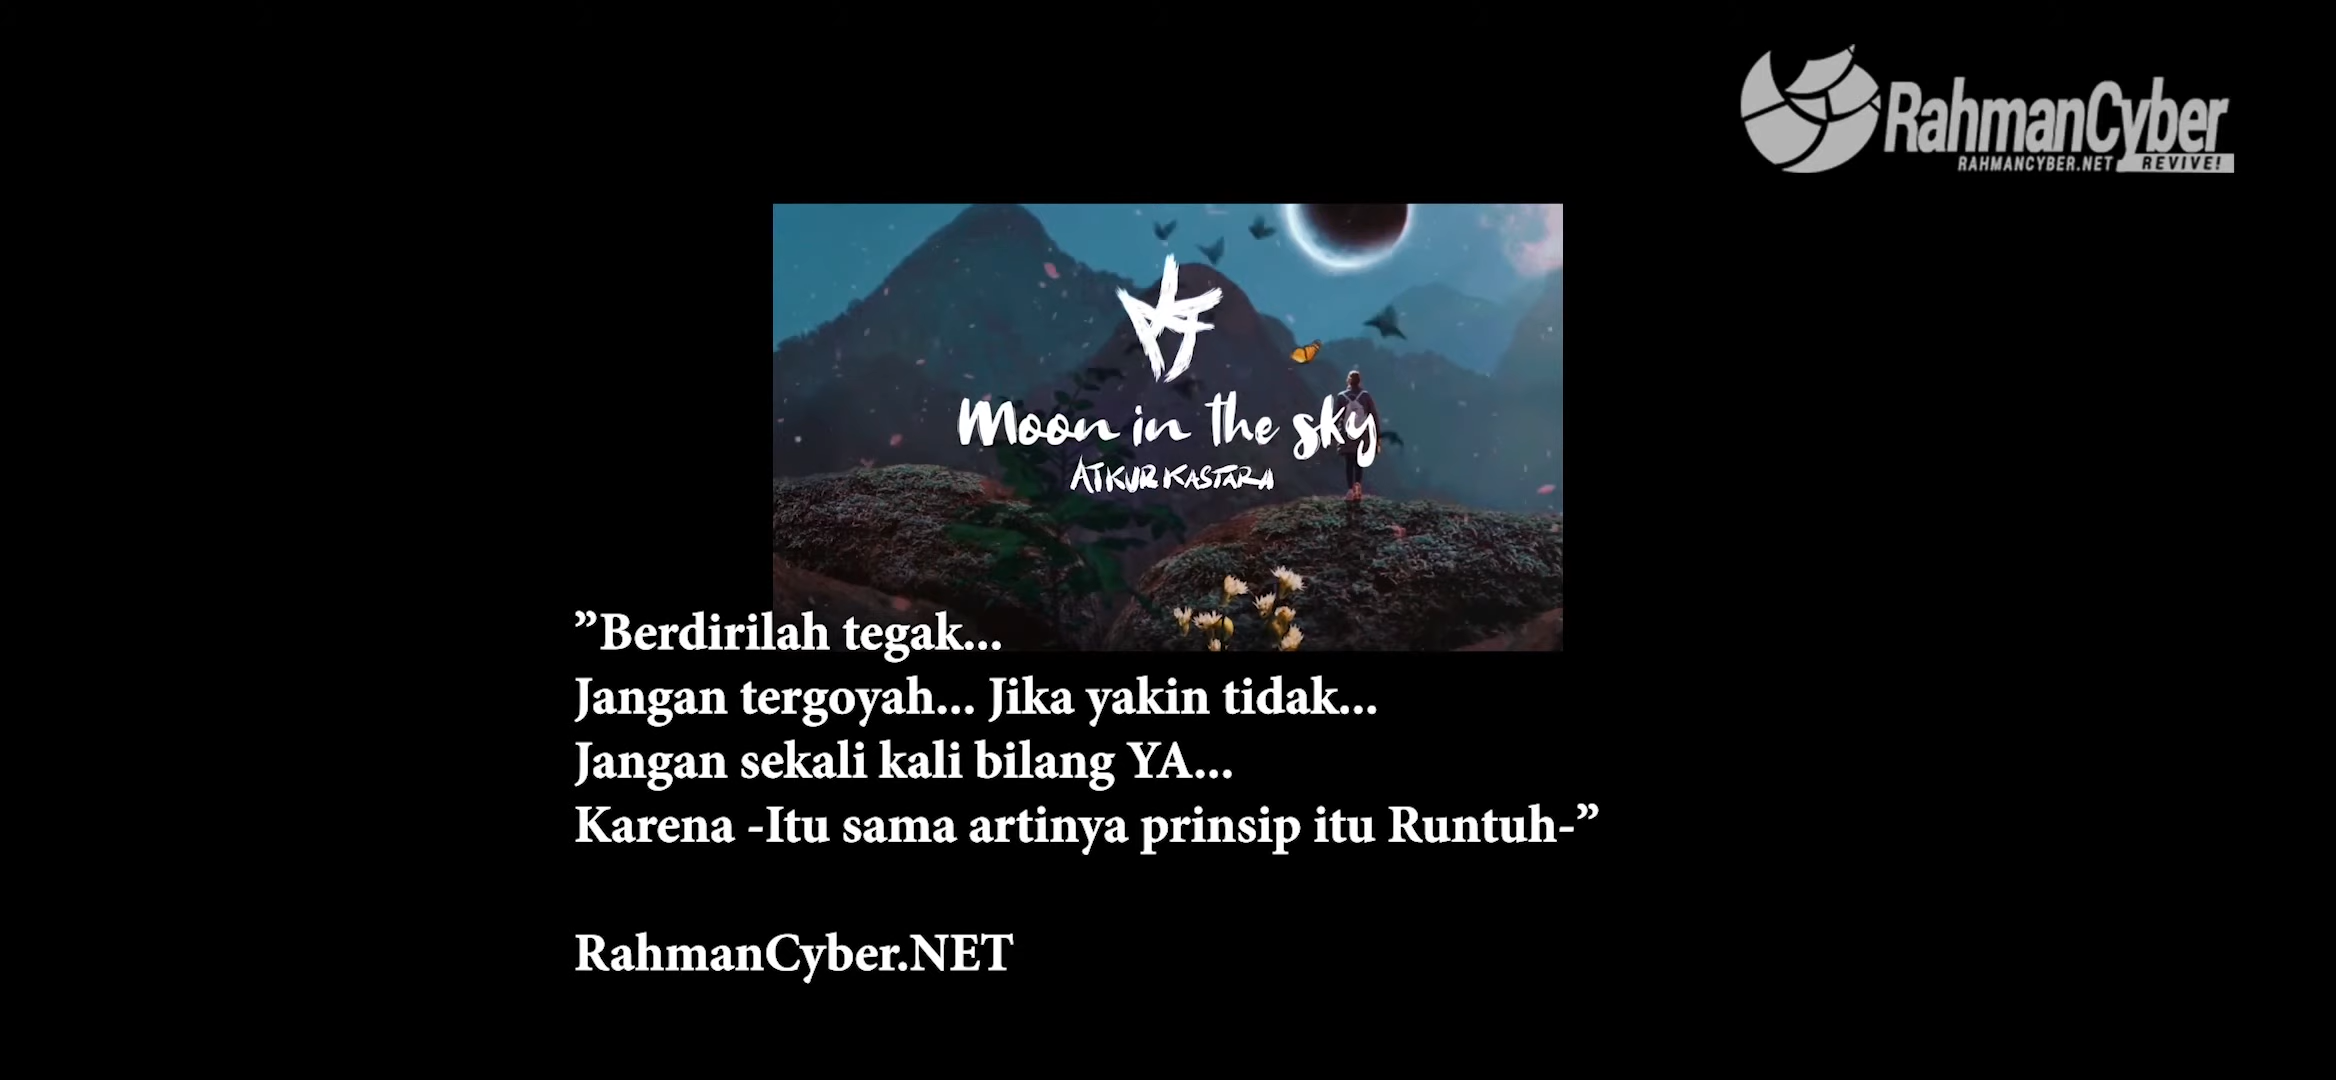 RahmanCyber
RAHMANCYBER.NET REVIVE!
Moon in the sky
ATKUR KASTARA
”Berdirilah tegak...
Jangan tergoyah... Jika yakin tidak...
Jangan sekali kali bilang YA...
Karena -Itu sama artinya prinsip itu Runtuh-”
RahmanCyber.NET